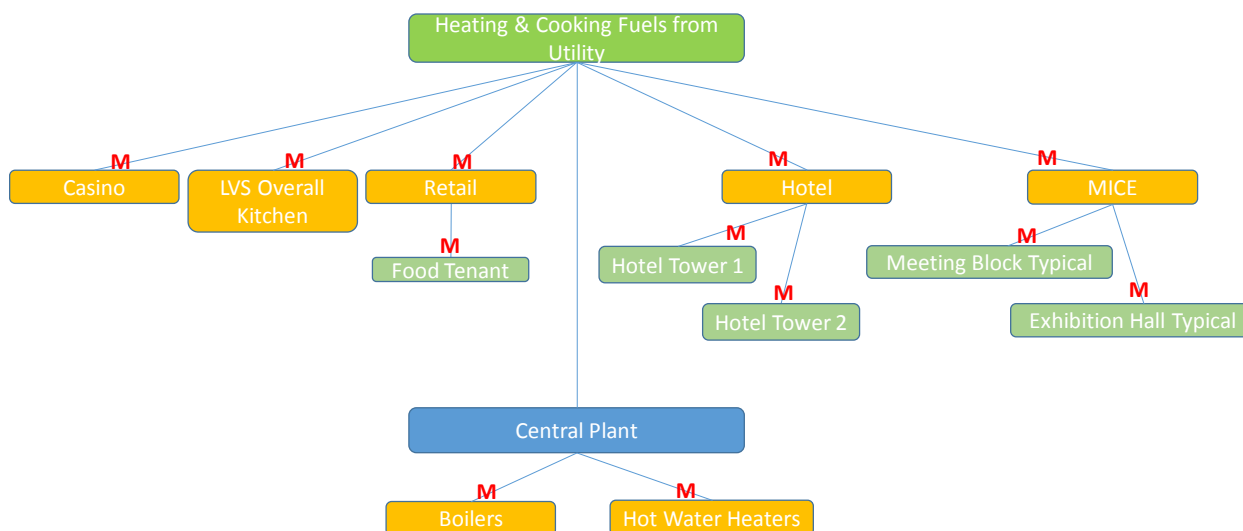 Heating & Cooking Fuels from
Utility
M
M
M
M
M
Casino
LVS Overall
Kitchen
Retail
Hotel
MICE
M
M
M
Food Tenant
Hotel Tower 1
Meeting Block Typical
M
M
Hotel Tower 2
Exhibition Hall Typical
Central Plant
M
M
Boilers
Hot Water Heaters